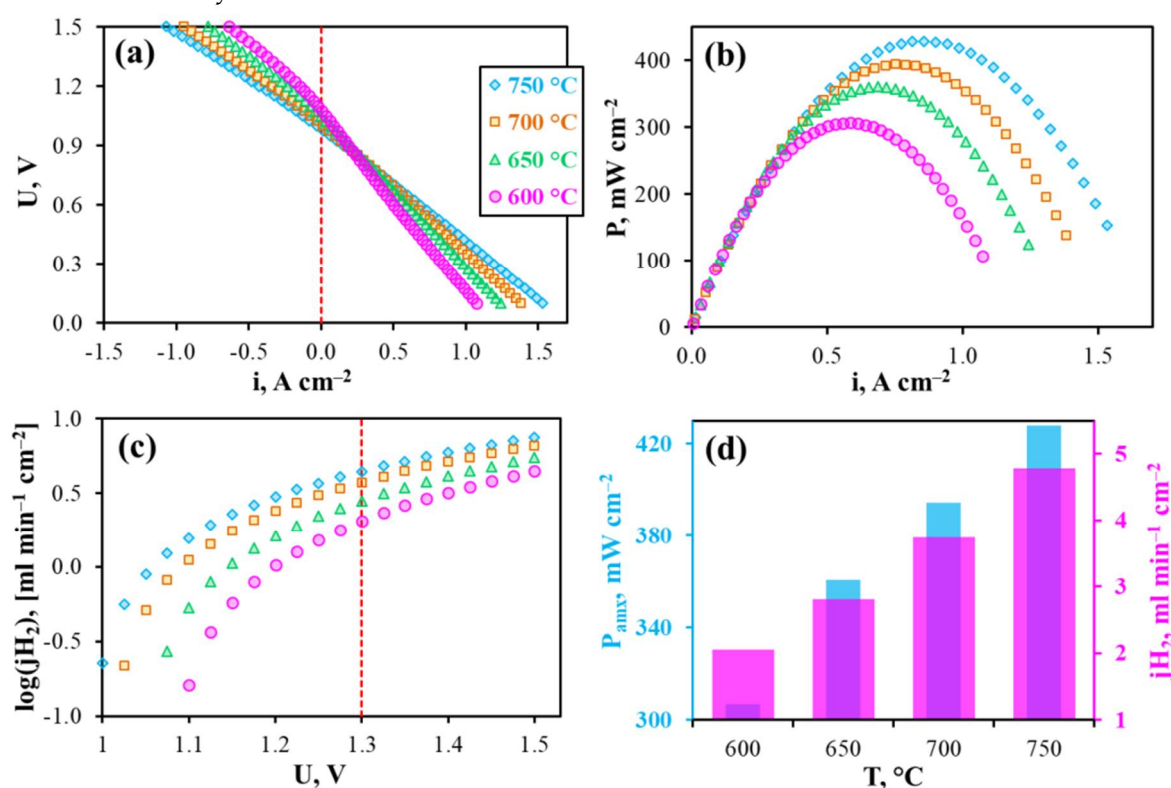 (a)
U, V
1.5
1.2
0.9
0.6
0.3
0.0
-1.5 -1.0 -0.5 0.0 0.5 1.0 1.5
i, A cm⁻²
750 °C
700 °C
650 °C
600 °C
(b)
P, mW cm⁻²
400
300
200
100
0
0.0 0.5 1.0 1.5
i, A cm⁻²
(c)
log(jH₂), [ml min⁻¹ cm⁻²]
1.0
0.5
0.0
-0.5
-1.0
1 1.1 1.2 1.3 1.4 1.5
U, V
(d)
Pₐₘₓ, mW cm⁻²
420
380
340
300
600 650 700 750
T, °C
5
4
3
2
1
jH₂, ml min⁻¹ cm⁻²